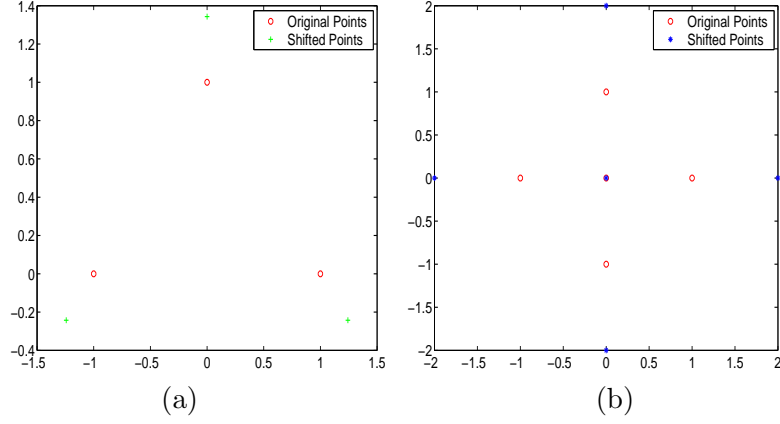 1.4
1.2
1
0.8
0.6
0.4
0.2
0
−0.2
−0.4
−1.5 −1 −0.5 0 0.5 1 1.5
Original Points
Shifted Points
(a)
2
1.5
1
0.5
0
−0.5
−1
−1.5
−2
−2 −1.5 −1 −0.5 0 0.5 1 1.5 2
Original Points
Shifted Points
(b)